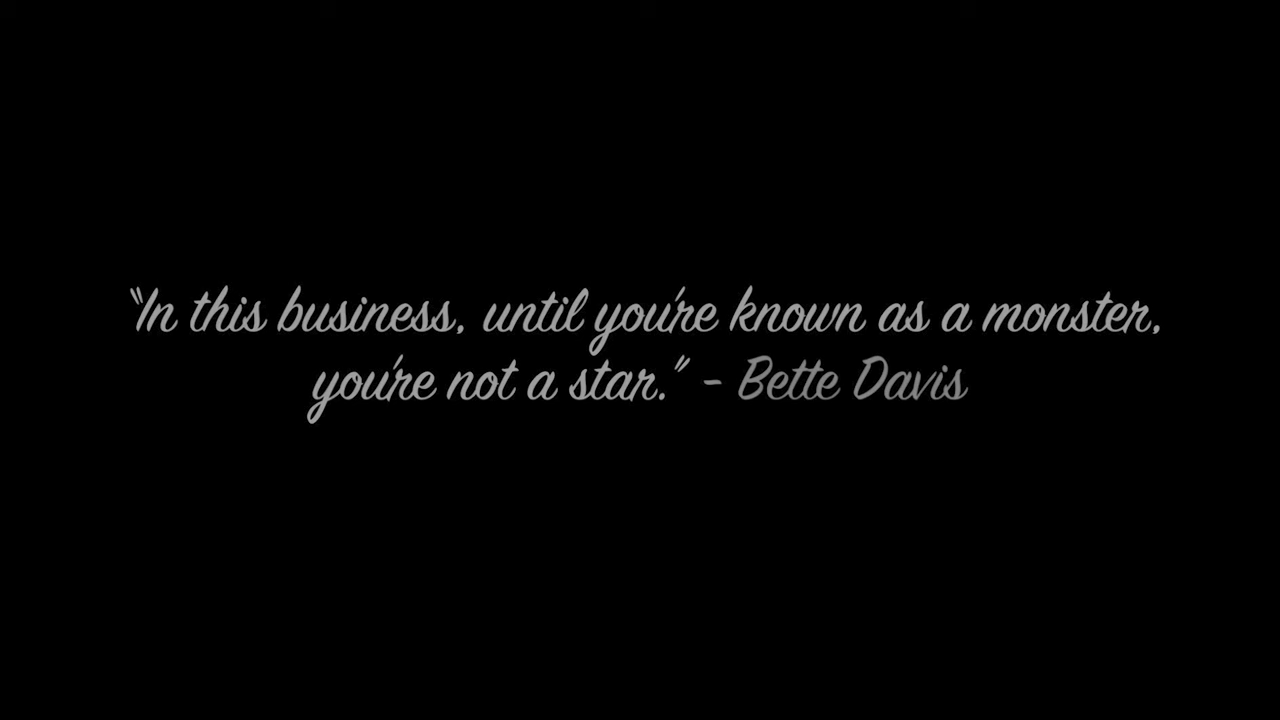 "In this business, until you're known as a monster,
you're not a star." - Bette Davis